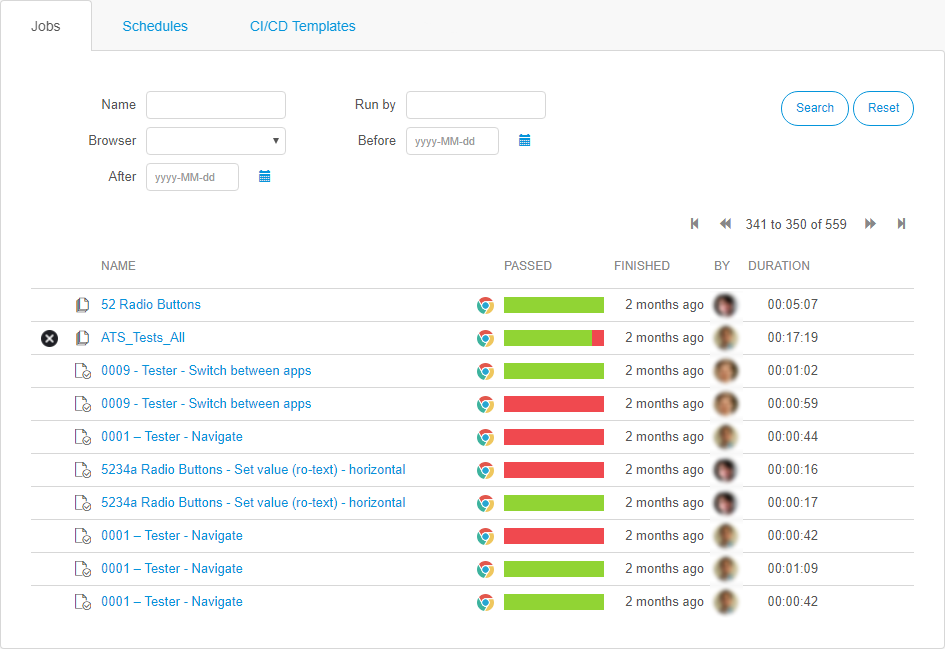 Jobs Schedules CI/CD Templates
Name Run by Search Reset
Browser Before yyyy-MM-dd
After yyyy-MM-dd
341 to 350 of 559
NAME PASSED FINISHED BY DURATION
52 Radio Buttons 2 months ago 00:05:07
ATS_Tests_All 2 months ago 00:17:19
0009 - Tester - Switch between apps 2 months ago 00:01:02
0009 - Tester - Switch between apps 2 months ago 00:00:59
0001 – Tester - Navigate 2 months ago 00:00:44
5234a Radio Buttons - Set value (ro-text) - horizontal 2 months ago 00:00:16
5234a Radio Buttons - Set value (ro-text) - horizontal 2 months ago 00:00:17
0001 – Tester - Navigate 2 months ago 00:00:42
0001 – Tester - Navigate 2 months ago 00:01:09
0001 – Tester - Navigate 2 months ago 00:00:42